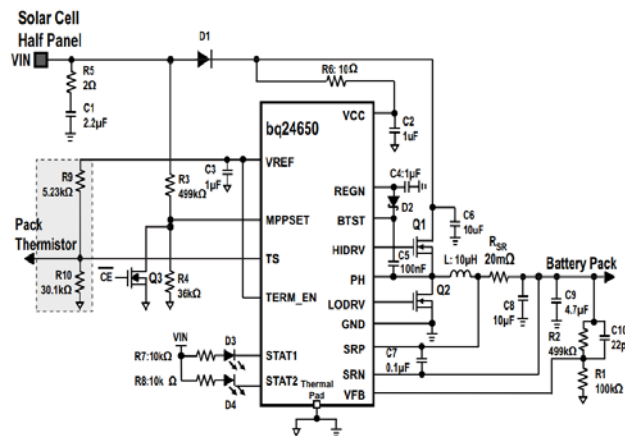 Solar Cell
Half Panel
VIN
D1
R5
2Ω
C1
2.2µF
R6: 10Ω
VCC
C2
1uF
bq24650
R9
5.23kΩ
C3
1µF
VREF
R3
499kΩ
C4:1µF
REGN
D2
BTST
Q1
C6
10uF
MPPSET
Pack
Thermistor
HIDRV
C5
100nF
RSR
20mΩ
TS
PH
L: 10µH
Battery Pack
R10
30.1kΩ
CE
Q3
R4
36kΩ
Q2
LODRV
C8
10µF
C9
4.7µF
TERM_EN
GND
R2
499kΩ
C10
22p
VIN
D3
R7:10kΩ
STAT1
SRP
C7
0.1µF
R1
100kΩ
R8:10k Ω
STAT2
SRN
D4
Thermal
Pad
VFB